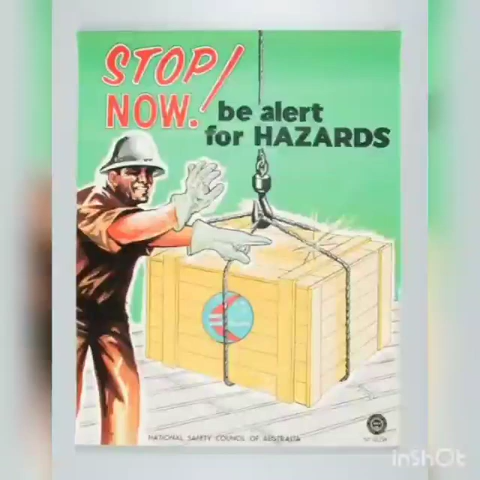 STOP!
NOW.
be alert
for HAZARDS
NATIONAL SAFETY COUNCIL OF AUSTRALIA
InShOt